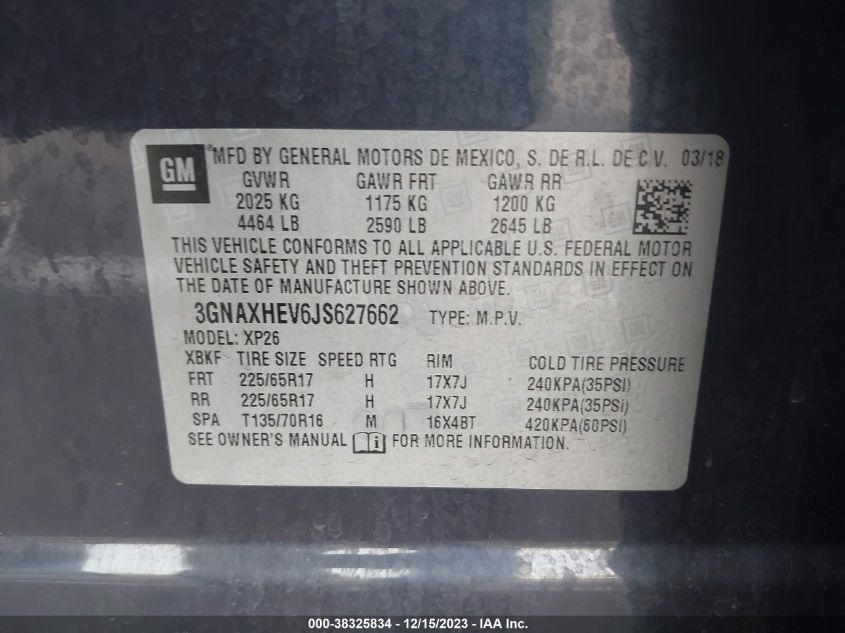 GM
MFD BY GENERAL MOTORS DE MEXICO, S. DE R.L. DE C.V. 03/18
GVWR GAWR FRT GAWR RR
2025 KG 1175 KG 1200 KG
4464 LB 2590 LB 2645 LB
THIS VEHICLE CONFORMS TO ALL APPLICABLE U.S. FEDERAL MOTOR
VEHICLE SAFETY AND THEFT PREVENTION STANDARDS IN EFFECT ON
THE DATE OF MANUFACTURE SHOWN ABOVE.
3GNAXHEV6JS627662 TYPE: M.P.V.
MODEL: XP26
XBKF TIRE SIZE SPEED RTG RIM COLD TIRE PRESSURE
FRT 225/65R17 H 17X7J 240KPA(35PSI)
RR 225/65R17 H 17X7J 240KPA(35PSI)
SPA T135/70R16 M 16X4BT 420KPA(60PSI)
SEE OWNER'S MANUAL i FOR MORE INFORMATION.
000-38325834 - 12/15/2023 - IAA Inc.